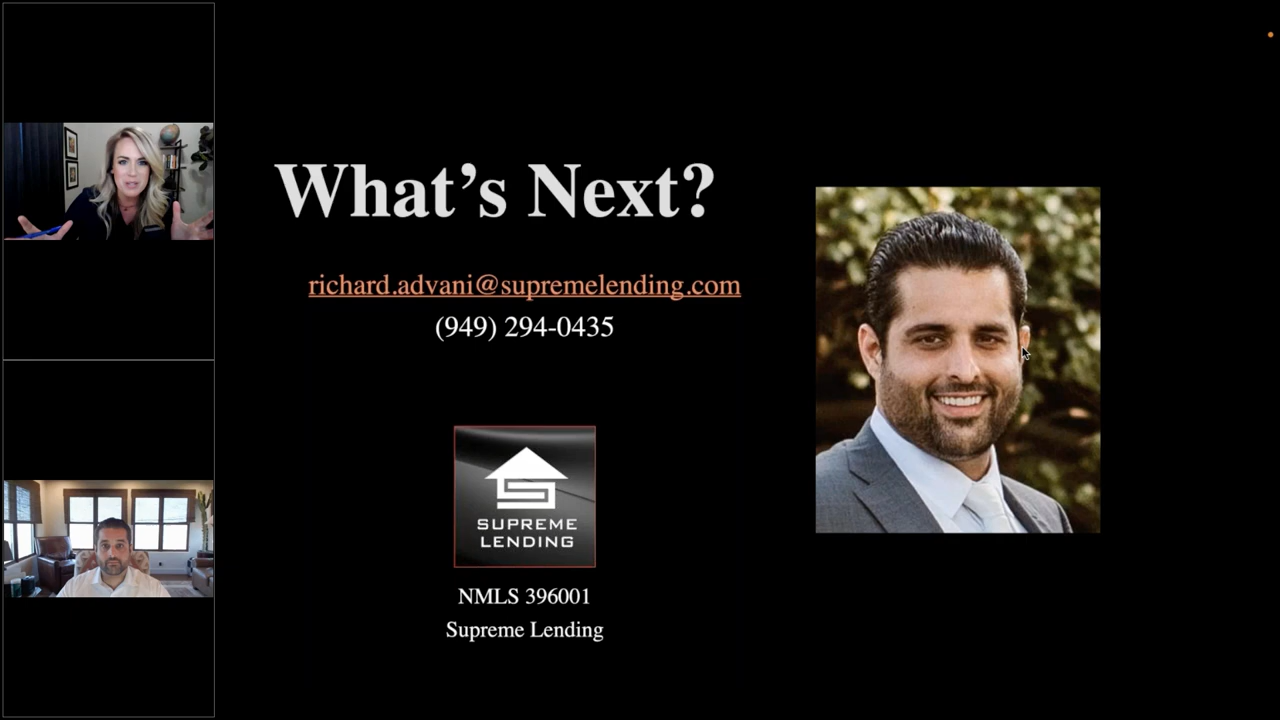 What's Next?
richard.advani@supremelending.com
(949) 294-0435
SUPREME
LENDING
NMLS 396001
Supreme Lending